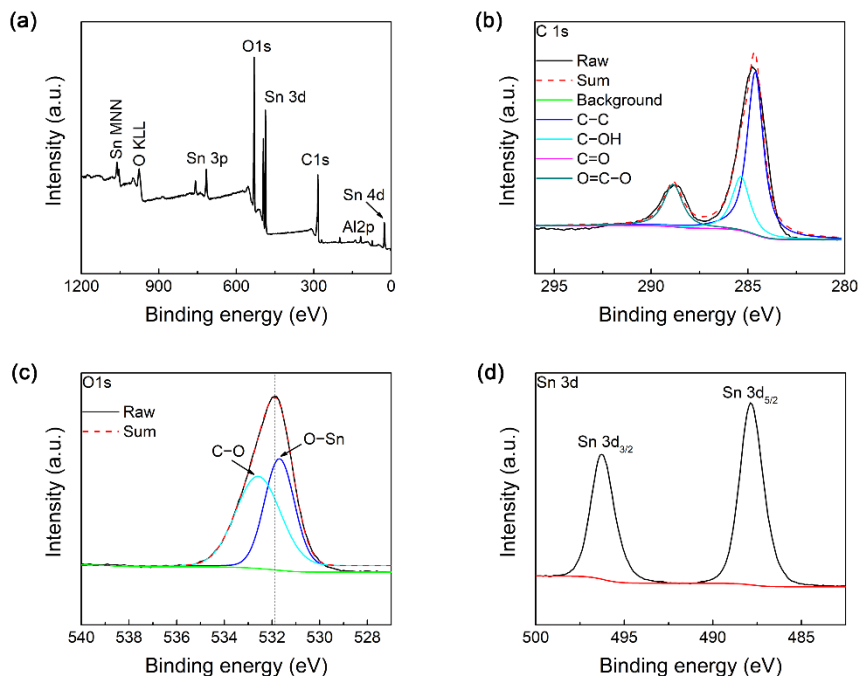 (a)
Intensity (a.u.)
Sn MNN
O KLL
Sn 3p
O1s
Sn 3d
C1s
Al2p
Sn 4d
1200 900 600 300 0
Binding energy (eV)
(b)
C 1s
Raw
Sum
Background
C−C
C−OH
C=O
O=C−O
Intensity (a.u.)
295 290 285 280
Binding energy (eV)
(c)
O1s
Raw
Sum
C−O
O−Sn
Intensity (a.u.)
540 538 536 534 532 530 528
Binding energy (eV)
(d)
Sn 3d
Sn 3d3/2
Sn 3d5/2
Intensity (a.u.)
500 495 490 485
Binding energy (eV)